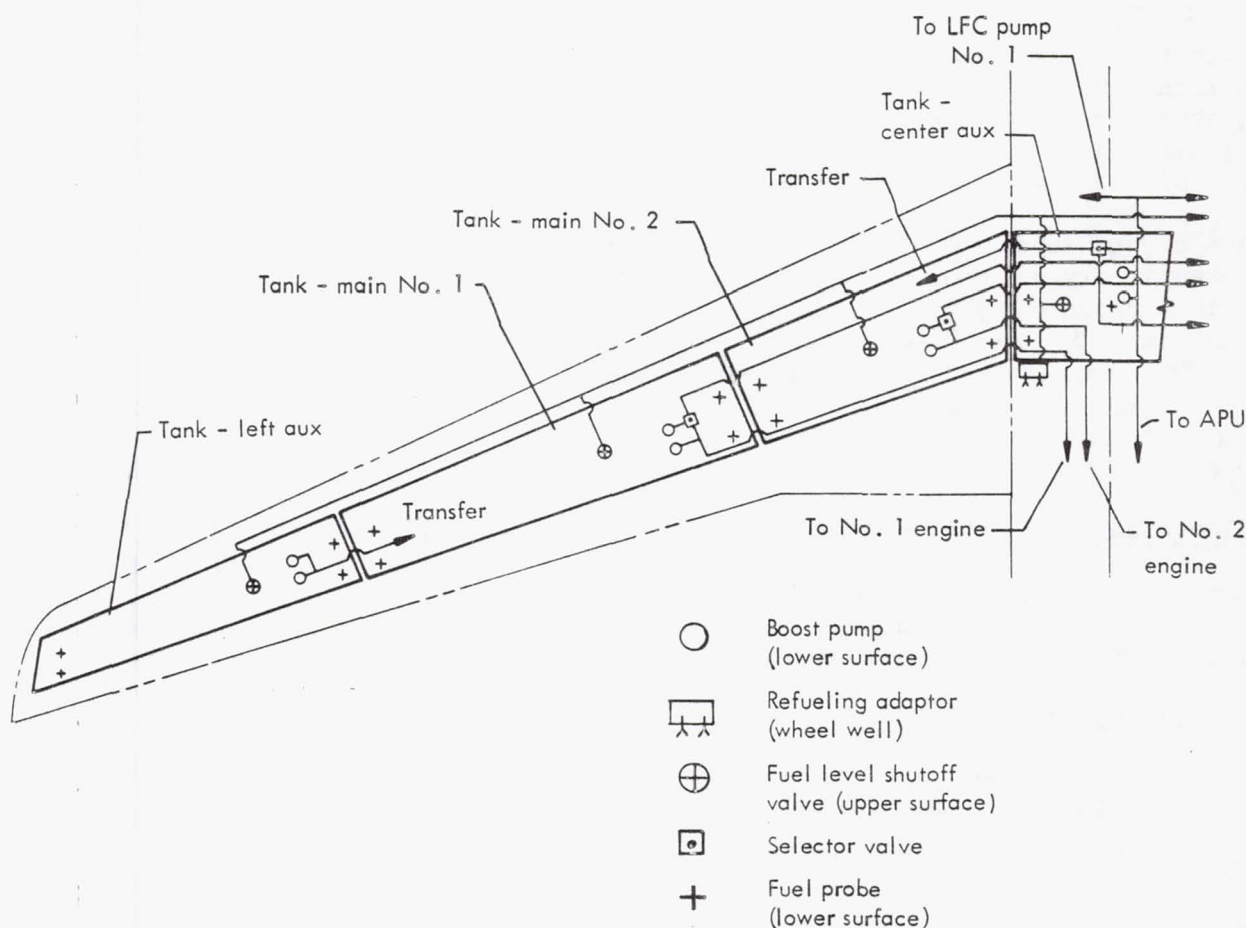 To LFC pump
No. 1
Tank -
center aux
Transfer
Tank - main No. 2
Tank - main No. 1
Tank - left aux
Transfer
To APU
To No. 1 engine
To No. 2
engine
Boost pump
(lower surface)
Refueling adaptor
(wheel well)
Fuel level shutoff
valve (upper surface)
Selector valve
Fuel probe
(lower surface)